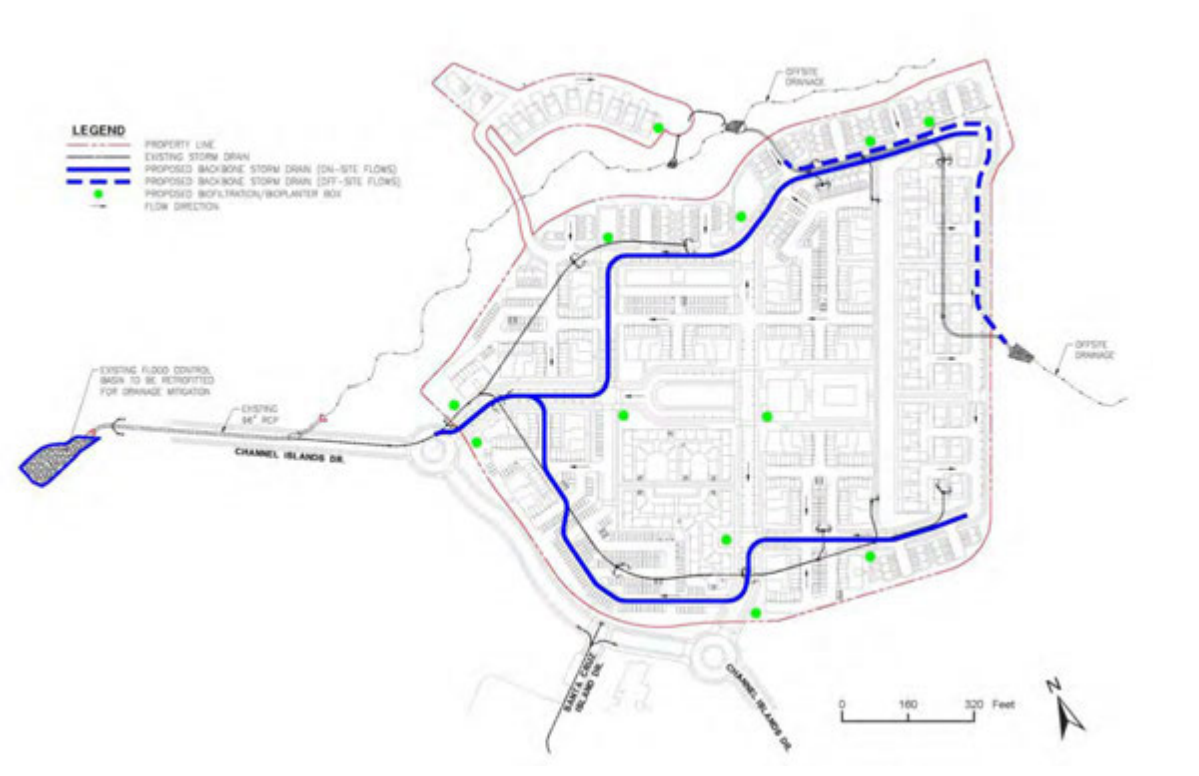 OFFSITE
DRAINAGE
LEGEND
PROPERTY LINE
EXISTING STORM DRAIN
PROPOSED BACKBONE STORM DRAIN (ON-SITE FLOWS)
PROPOSED BACKBONE STORM DRAIN (OFF-SITE FLOWS)
PROPOSED BIOFILTRATION/BIOPLANTER BOX
FLOW DIRECTION
OFFSITE
DRAINAGE
EXISTING FLOOD CONTROL
BASIN TO BE RETROFITTED
FOR DRAINAGE MITIGATION
EXISTING
RCP
CHANNEL ISLANDS DR.
SANTA CRUZ
ISLAND DR.
CHANNEL ISLANDS DR.
N
0 160 320 Feet